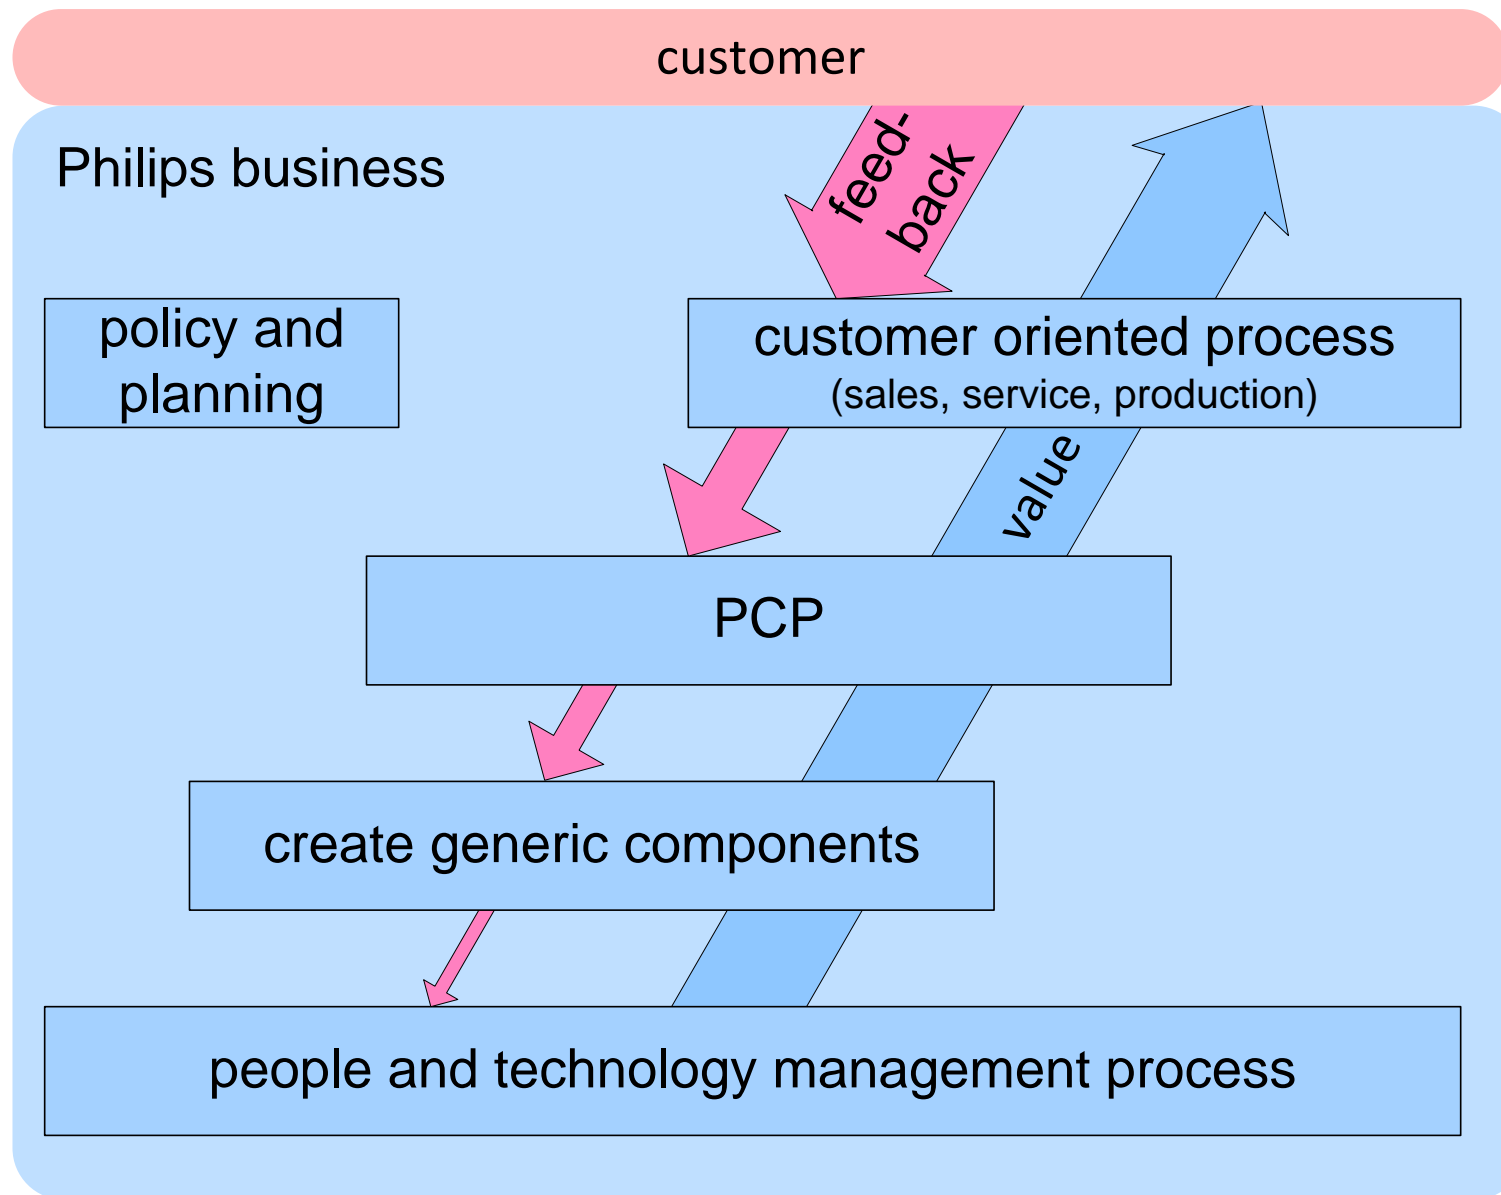 customer
Philips business
feed-
back
policy and
planning
customer oriented process
(sales, service, production)
value
PCP
create generic components
people and technology management process